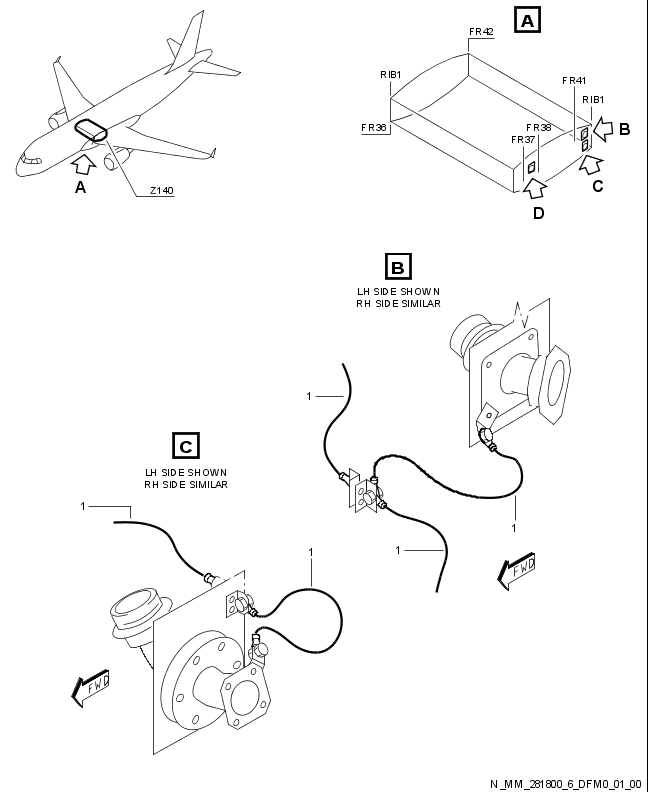 A
FR42
FR41
RIB1
RIB1
FR36
FR38
FR37
B
C
D
A
Z140
B
LH SIDE SHOWN
RH SIDE SIMILAR
1
1
1
FWD
C
LH SIDE SHOWN
RH SIDE SIMILAR
1
1
FWD
N_MM_281800_6_DFM0_01_00